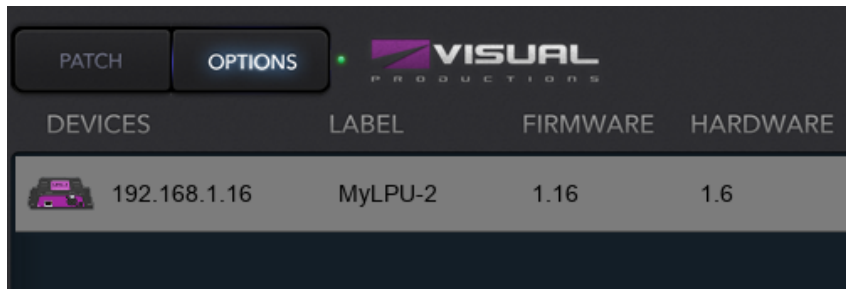 PATCH OPTIONS VISUAL
PRODUCTIONS
DEVICES LABEL FIRMWARE HARDWARE
192.168.1.16 MyLPU-2 1.16 1.6